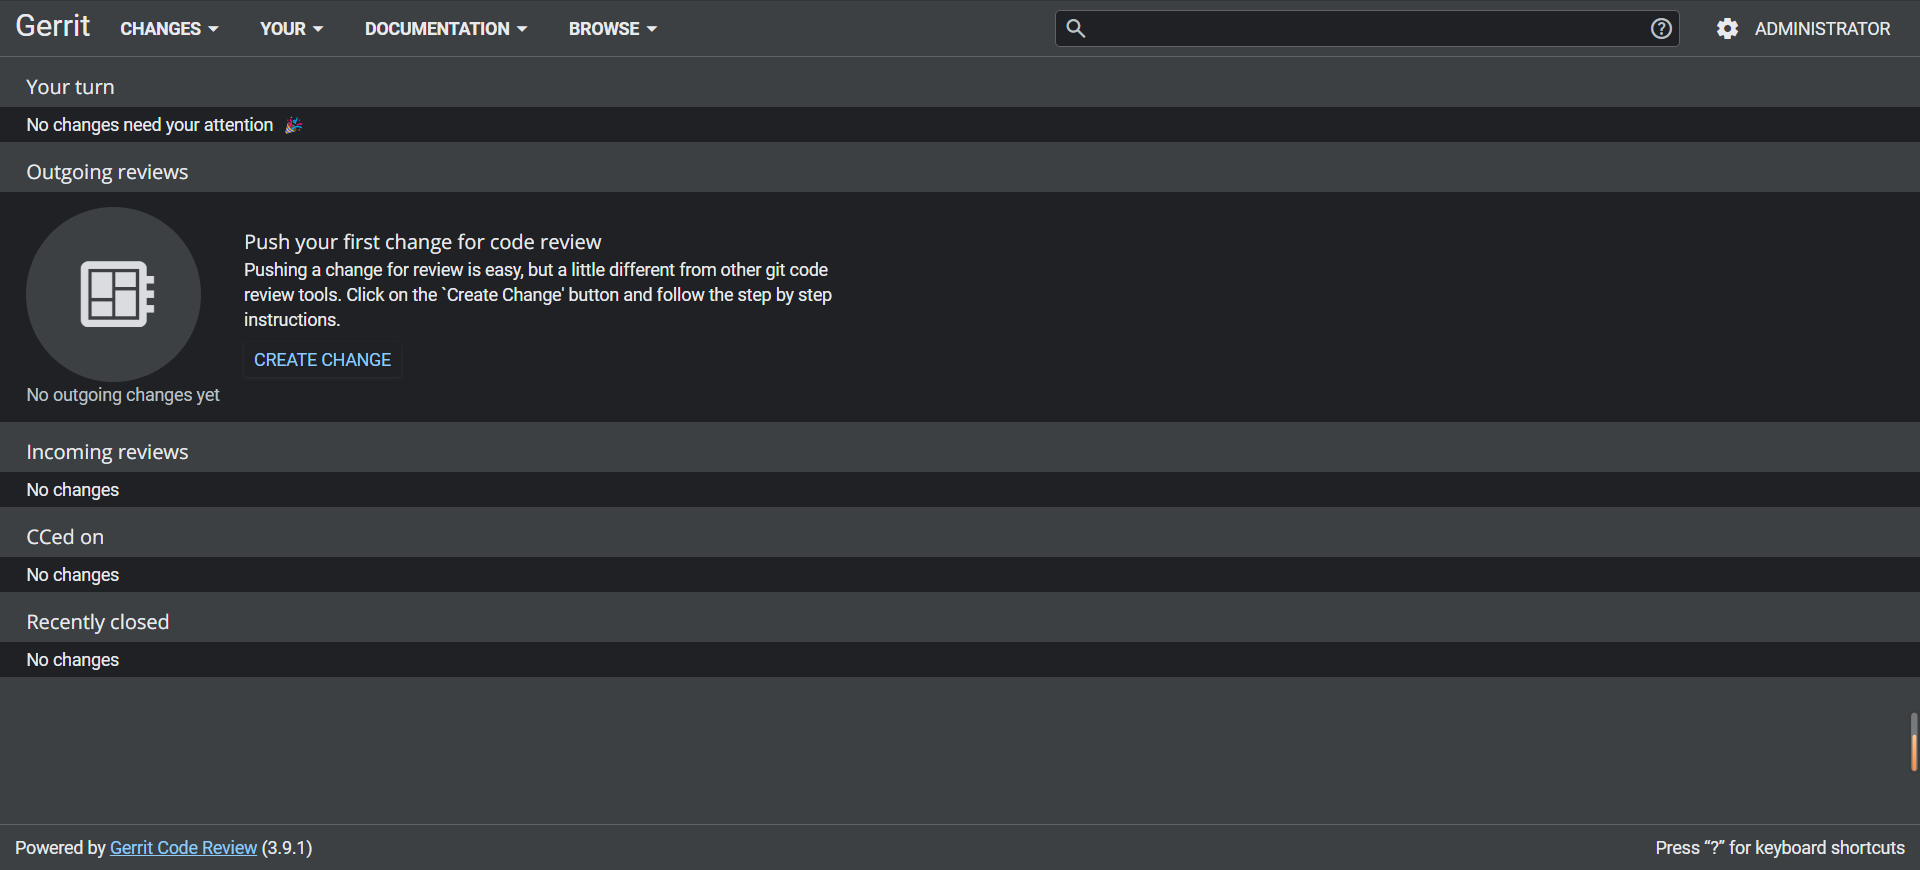 Gerrit CHANGES YOUR DOCUMENTATION BROWSE ADMINISTRATOR
Your turn
No changes need your attention 🎉
Outgoing reviews
Push your first change for code review
Pushing a change for review is easy, but a little different from other git code
review tools. Click on the `Create Change' button and follow the step by step
instructions.
CREATE CHANGE
No outgoing changes yet
Incoming reviews
No changes
CCed on
No changes
Recently closed
No changes
Powered by Gerrit Code Review (3.9.1) Press “?” for keyboard shortcuts